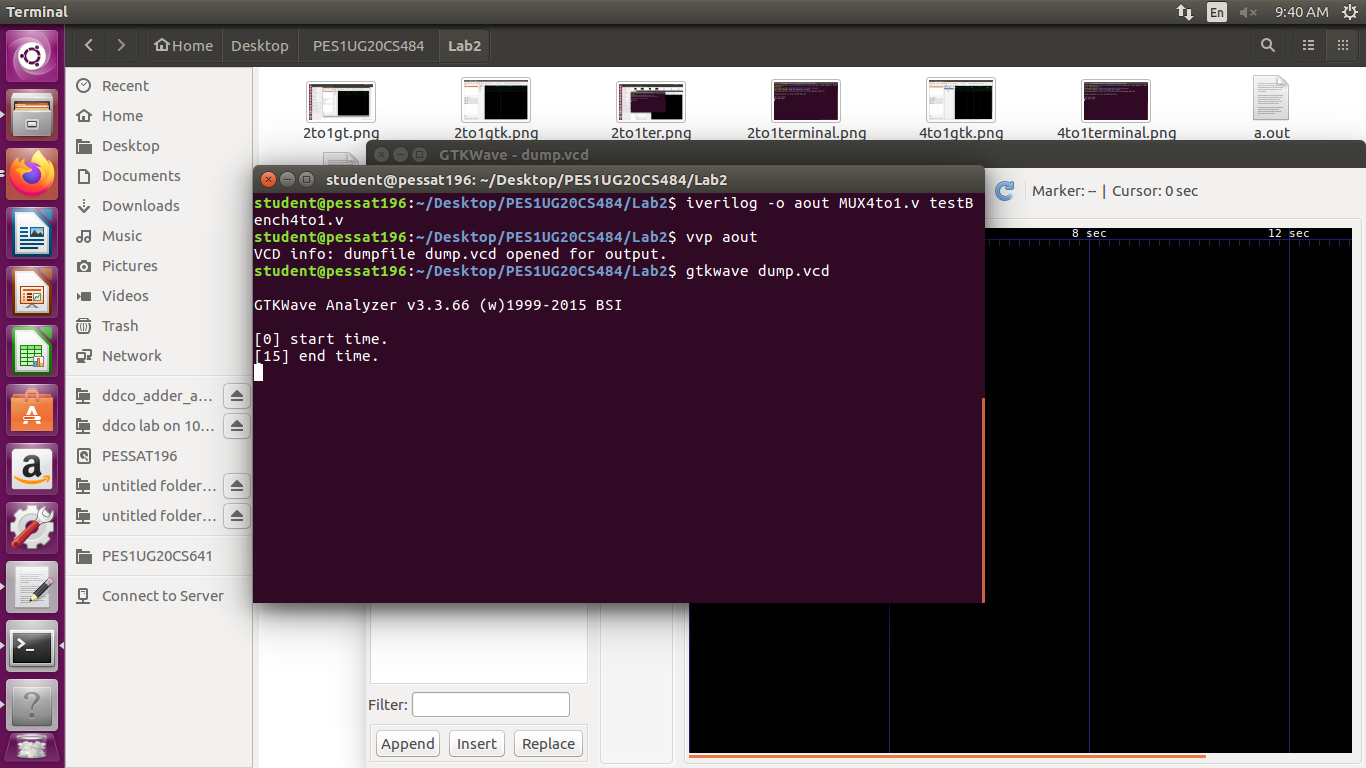 Terminal
En
9:40 AM
Home
Desktop
PES1UG20CS484
Lab2
Recent
Home
Desktop
Documents
Downloads
Music
Pictures
Videos
Trash
Network
ddco_adder_a...
ddco lab on 10...
PESSAT196
untitled folder...
untitled folder...
PES1UG20CS641
Connect to Server
2to1gt.png
2to1gtk.png
2to1ter.png
2to1terminal.png
4to1gtk.png
4to1terminal.png
a.out
GTKWave - dump.vcd
Marker: -- | Cursor: 0 sec
8 sec
12 sec
student@pessat196: ~/Desktop/PES1UG20CS484/Lab2
student@pessat196:~/Desktop/PES1UG20CS484/Lab2$ iverilog -o aout MUX4to1.v testB
ench4to1.v
student@pessat196:~/Desktop/PES1UG20CS484/Lab2$ vvp aout
VCD info: dumpfile dump.vcd opened for output.
student@pessat196:~/Desktop/PES1UG20CS484/Lab2$ gtkwave dump.vcd
GTKWave Analyzer v3.3.66 (w)1999-2015 BSI
[0] start time.
[15] end time.
Filter:
Append
Insert
Replace